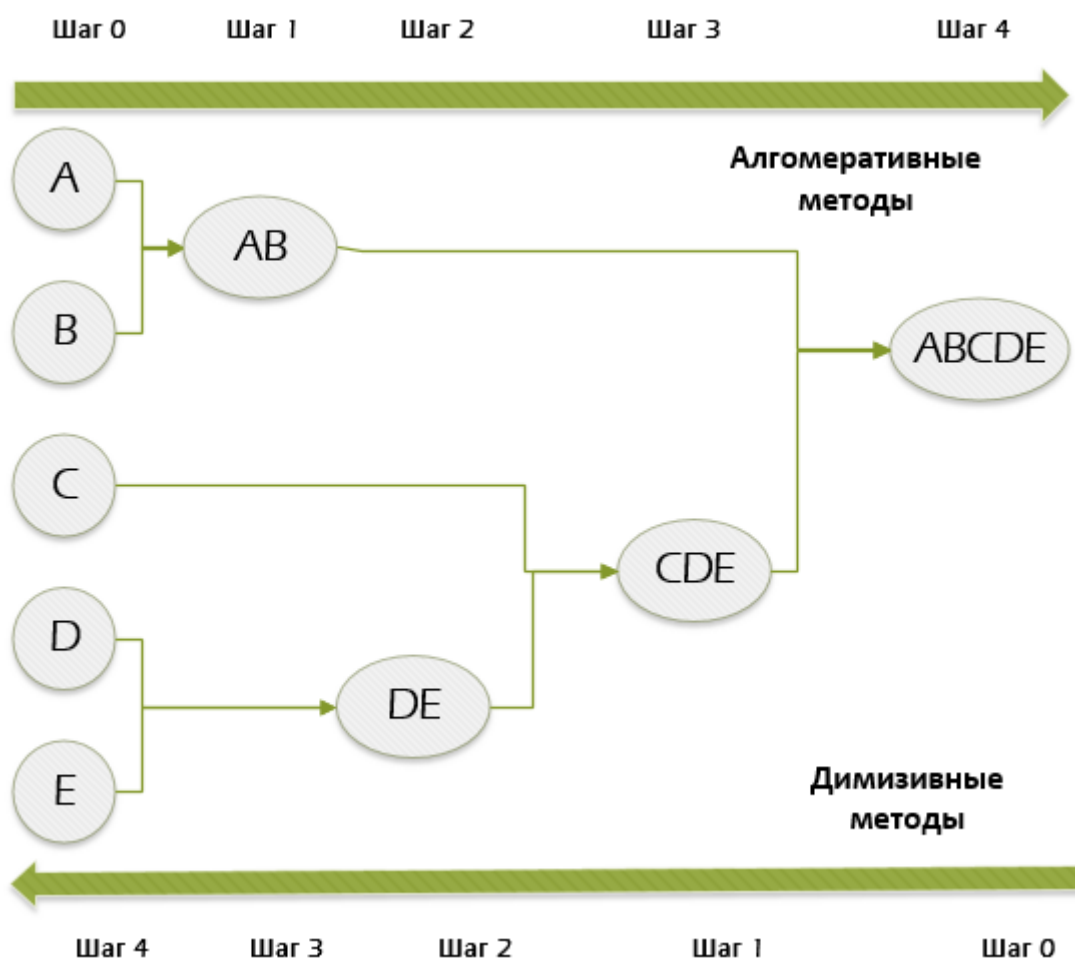 Шаг 0 Шаг 1 Шаг 2 Шаг 3 Шаг 4
Алгомеративные
методы
A
AB
B
ABCDE
C
CDE
D
DE
E
Димизивные
методы
Шаг 4 Шаг 3 Шаг 2 Шаг 1 Шаг 0